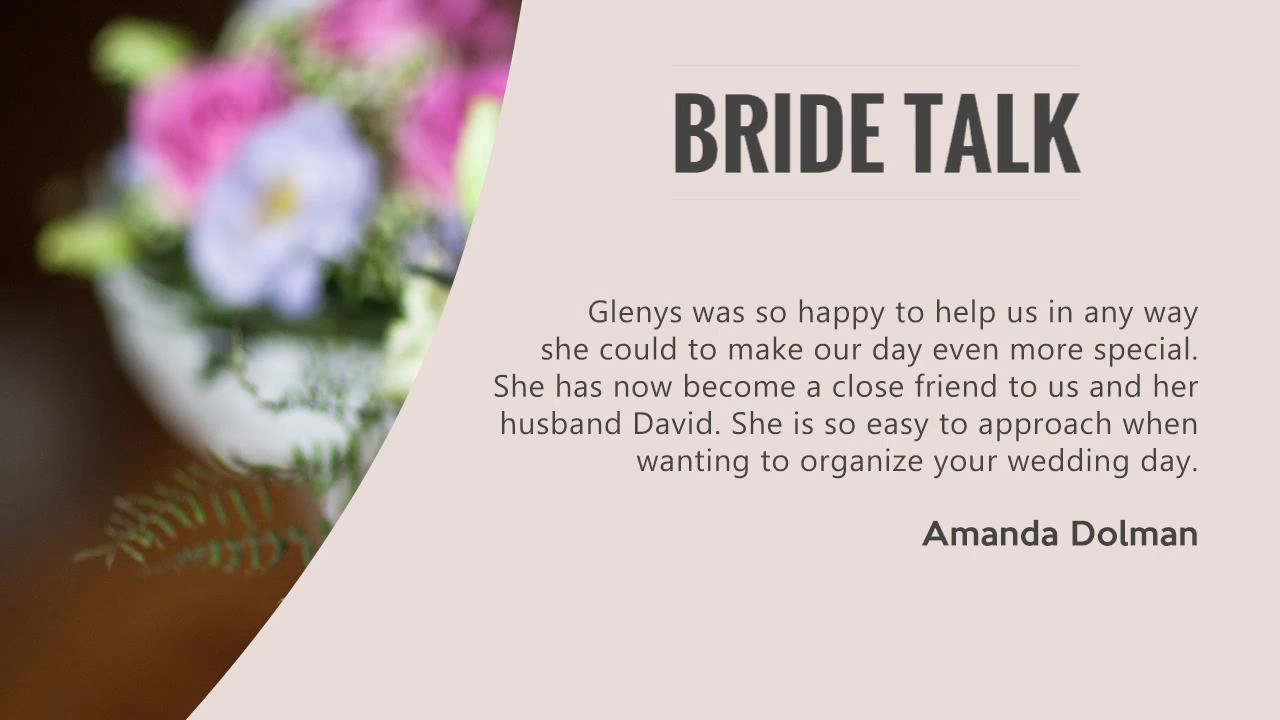 BRIDE TALK
Glenys was so happy to help us in any way
she could to make our day even more special.
She has now become a close friend to us and her
husband David. She is so easy to approach when
wanting to organize your wedding day.
Amanda Dolman